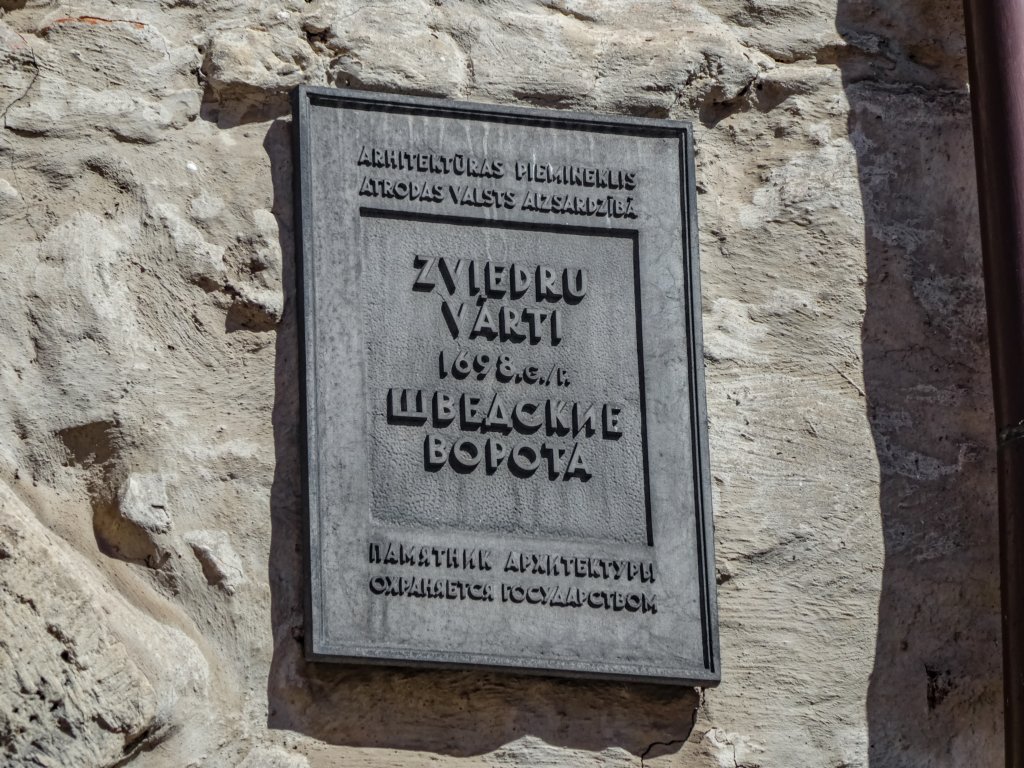 ARHITEKTŪRAS PIEMINEKLIS
ATRODAS VALSTS AIZSARDZĪBĀ
ZVIEDRU
VĀRTI
1698.G./Г.
ШВЕДСКИЕ
ВОРОТА
ПАМЯТНИК АРХИТЕКТУРЫ
ОХРАНЯЕТСЯ ГОСУДАРСТВОМ